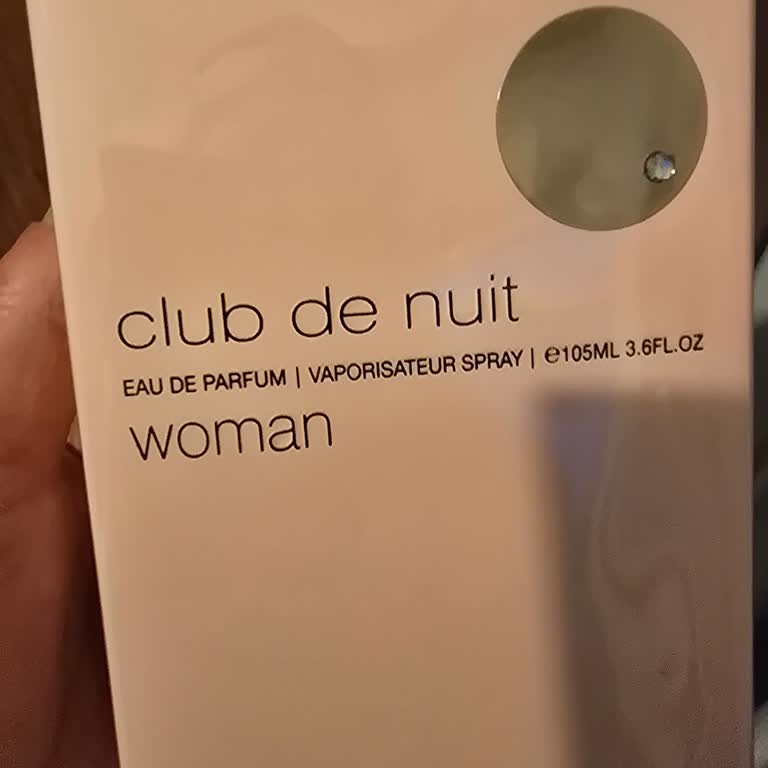 club de nuit
EAU DE PARFUM | VAPORISATEUR SPRAY | ℮105ML 3.6FL.OZ
woman